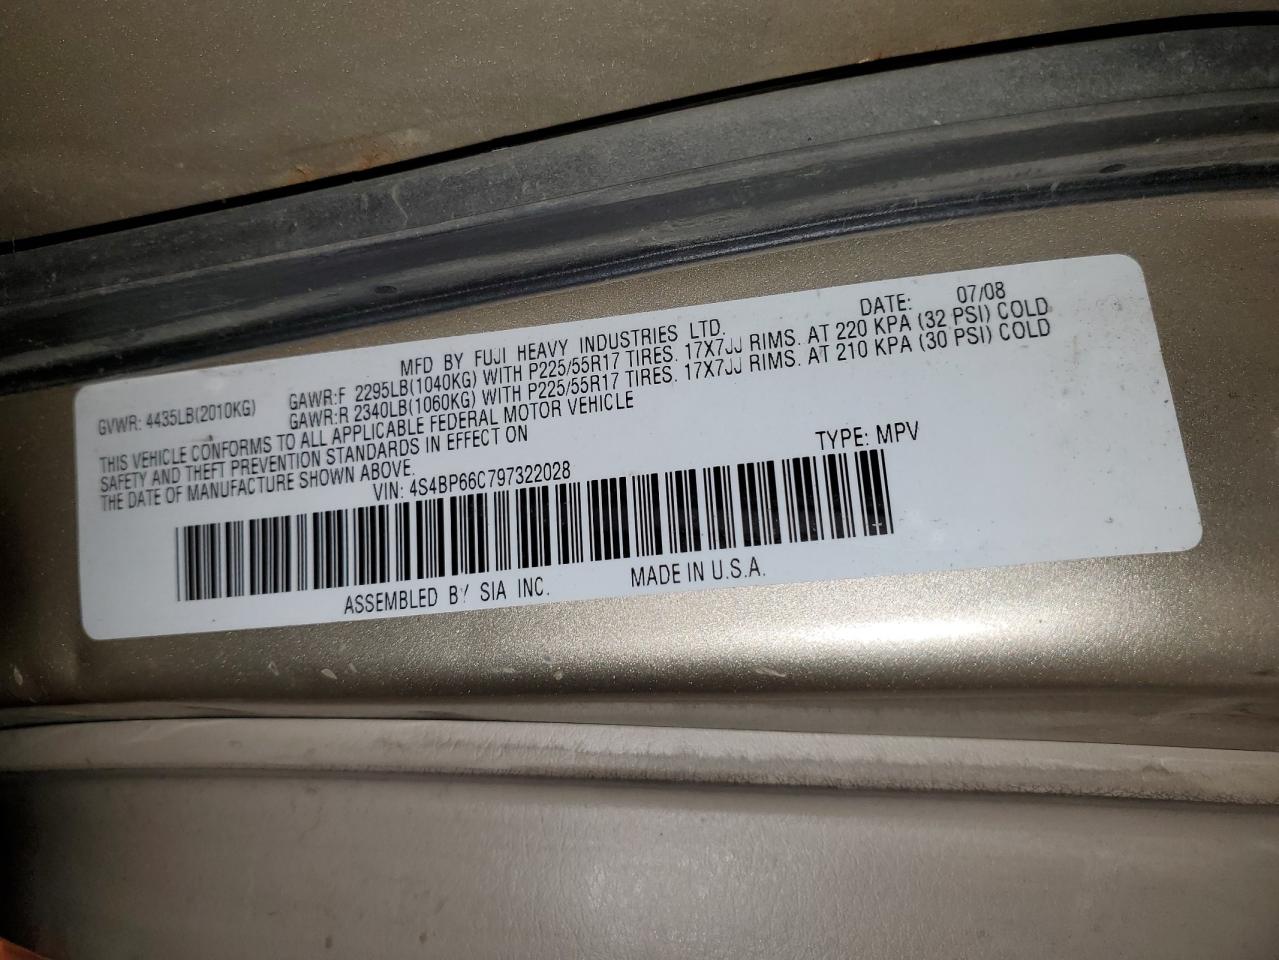 MFD BY FUJI HEAVY INDUSTRIES LTD. DATE: 07/08
GVWR: 4435LB(2010KG) GAWR:F 2295LB(1040KG) WITH P225/55R17 TIRES. 17X7JJ RIMS. AT 220 KPA (32 PSI) COLD
GAWR:R 2340LB(1060KG) WITH P225/55R17 TIRES. 17X7JJ RIMS. AT 210 KPA (30 PSI) COLD
THIS VEHICLE CONFORMS TO ALL APPLICABLE FEDERAL MOTOR VEHICLE
SAFETY AND THEFT PREVENTION STANDARDS IN EFFECT ON
THE DATE OF MANUFACTURE SHOWN ABOVE.
VIN: 4S4BP66C797322028 TYPE: MPV
ASSEMBLED BY SIA INC. MADE IN U.S.A.